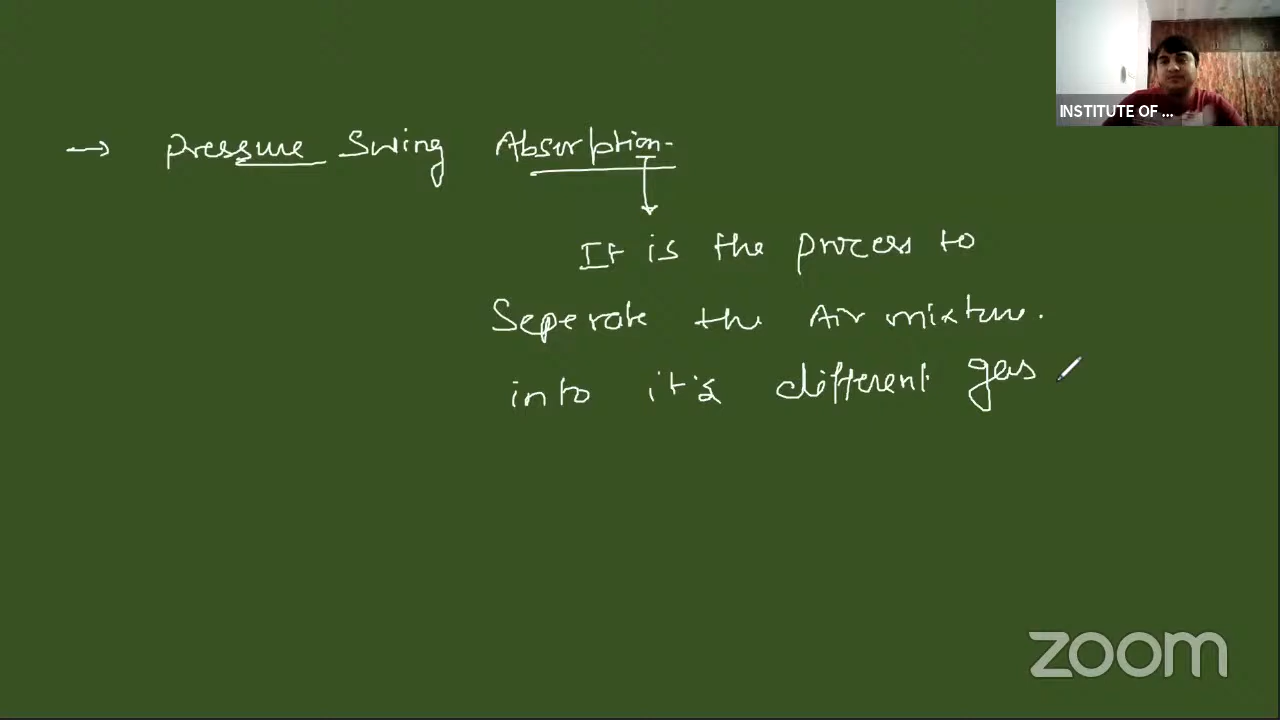 INSTITUTE OF ...
→ Pressure Swing Absorption.
It is the process to
Seperate the Air mixture.
into it's different gas
zoom